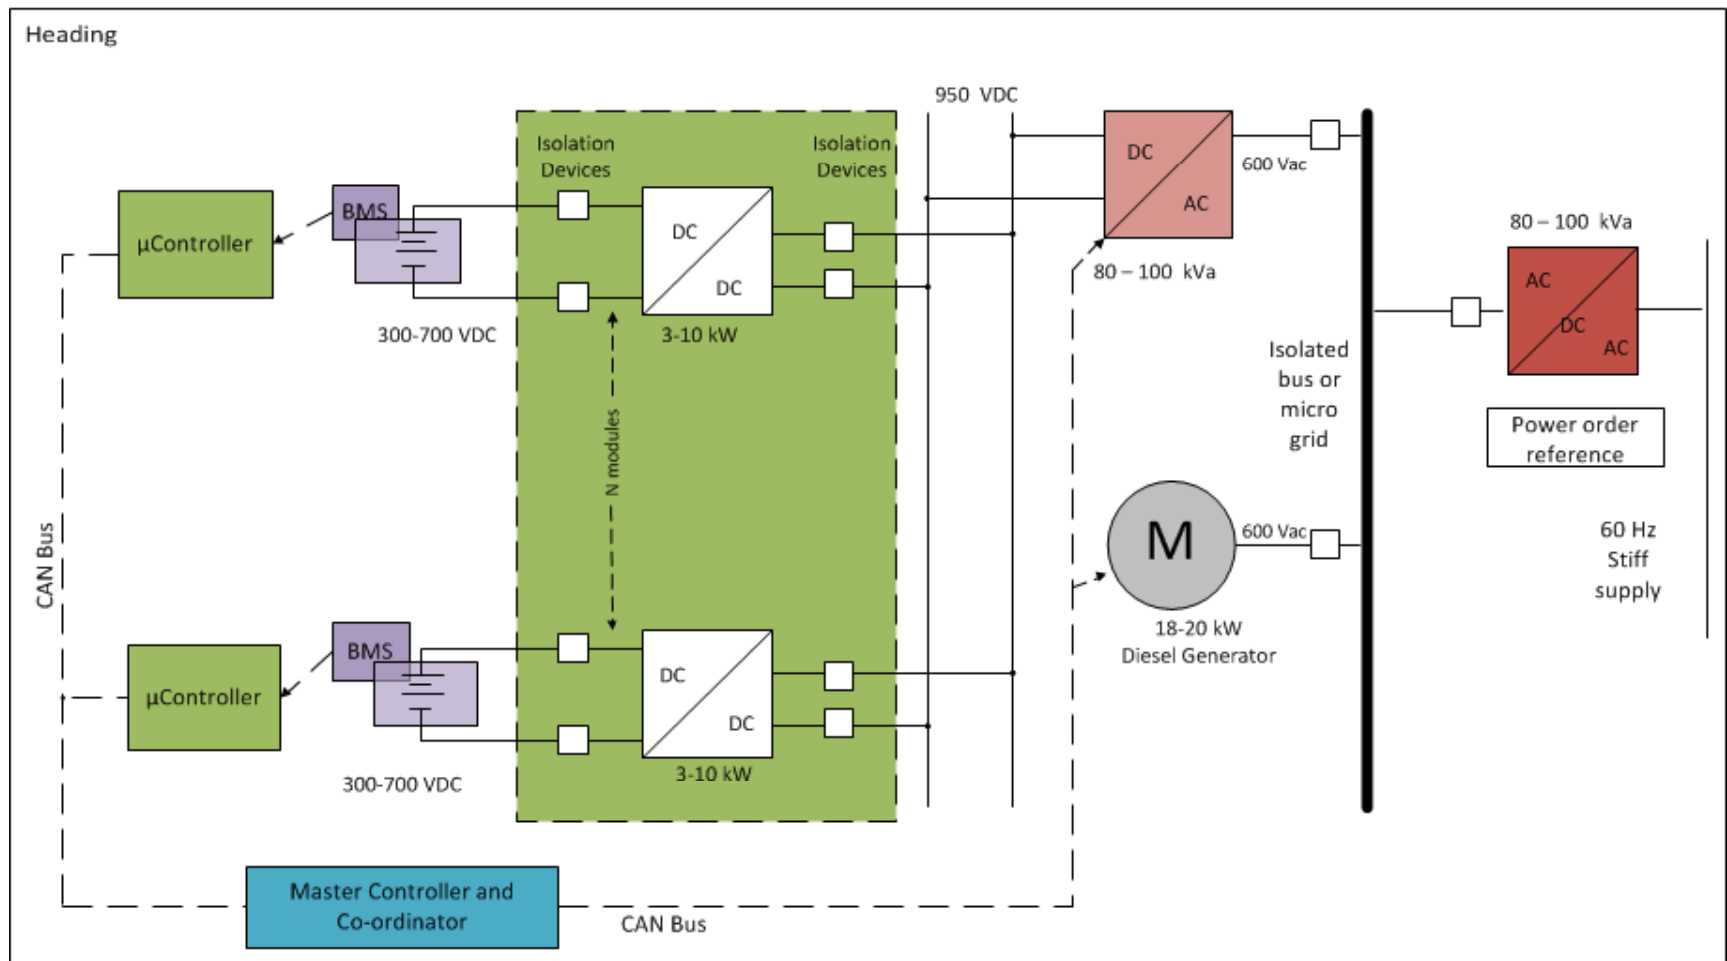 Heading
950 VDC
Isolation
Devices
Isolation
Devices
BMS
µController
DC
DC
3-10 kW
300-700 VDC
DC
AC
600 Vac
80 – 100 kVa
80 – 100 kVa
AC
DC
AC
Isolated
bus or
micro
grid
Power order
reference
N modules
CAN Bus
M
600 Vac
18-20 kW
Diesel Generator
60 Hz
Stiff
supply
BMS
µController
DC
DC
3-10 kW
300-700 VDC
Master Controller and
Co-ordinator
CAN Bus